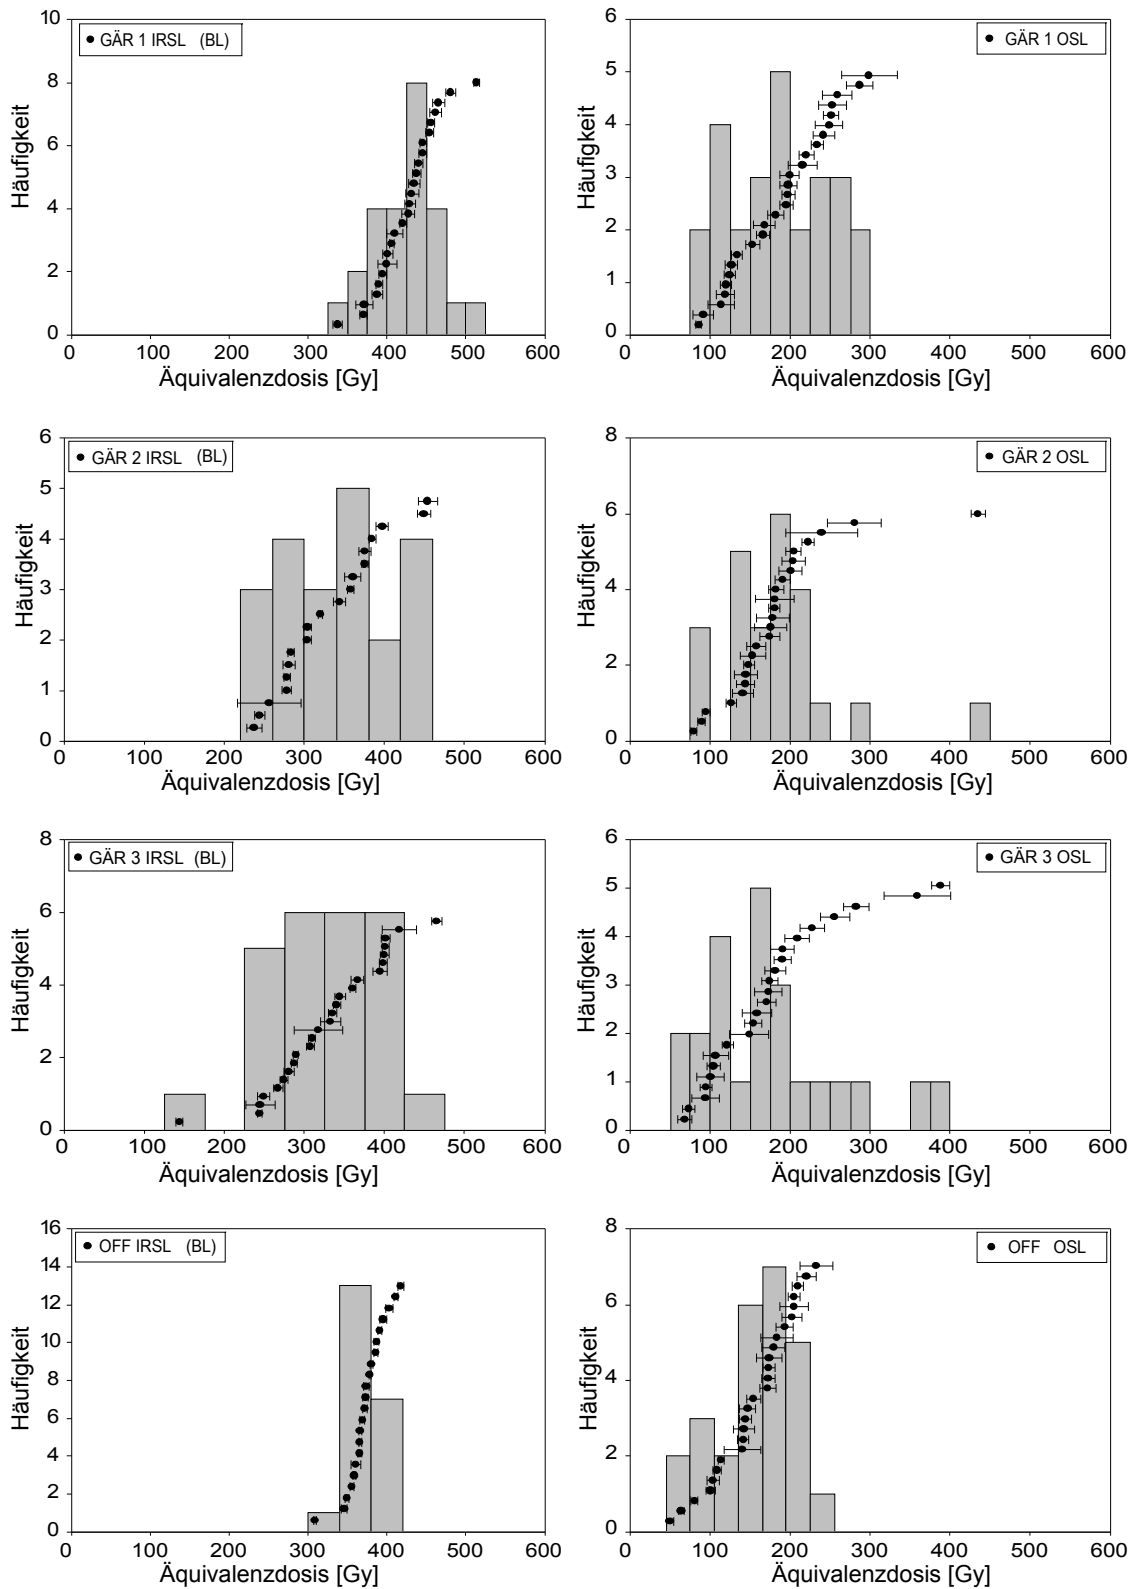 GÄR 1 IRSL (BL)
Häufigkeit
10
8
6
4
2
0
0 100 200 300 400 500 600
Äquivalenzdosis [Gy]
GÄR 1 OSL
Häufigkeit
6
5
4
3
2
1
0
0 100 200 300 400 500 600
Äquivalenzdosis [Gy]
GÄR 2 IRSL (BL)
Häufigkeit
6
5
4
3
2
1
0
0 100 200 300 400 500 600
Äquivalenzdosis [Gy]
GÄR 2 OSL
Häufigkeit
8
6
4
2
0
0 100 200 300 400 500 600
Äquivalenzdosis [Gy]
GÄR 3 IRSL (BL)
Häufigkeit
8
6
4
2
0
0 100 200 300 400 500 600
Äquivalenzdosis [Gy]
GÄR 3 OSL
Häufigkeit
6
5
4
3
2
1
0
0 100 200 300 400 500 600
Äquivalenzdosis [Gy]
OFF IRSL (BL)
Häufigkeit
16
14
12
10
8
6
4
2
0
0 100 200 300 400 500 600
Äquivalenzdosis [Gy]
OFF OSL
Häufigkeit
8
6
4
2
0
0 100 200 300 400 500 600
Äquivalenzdosis [Gy]